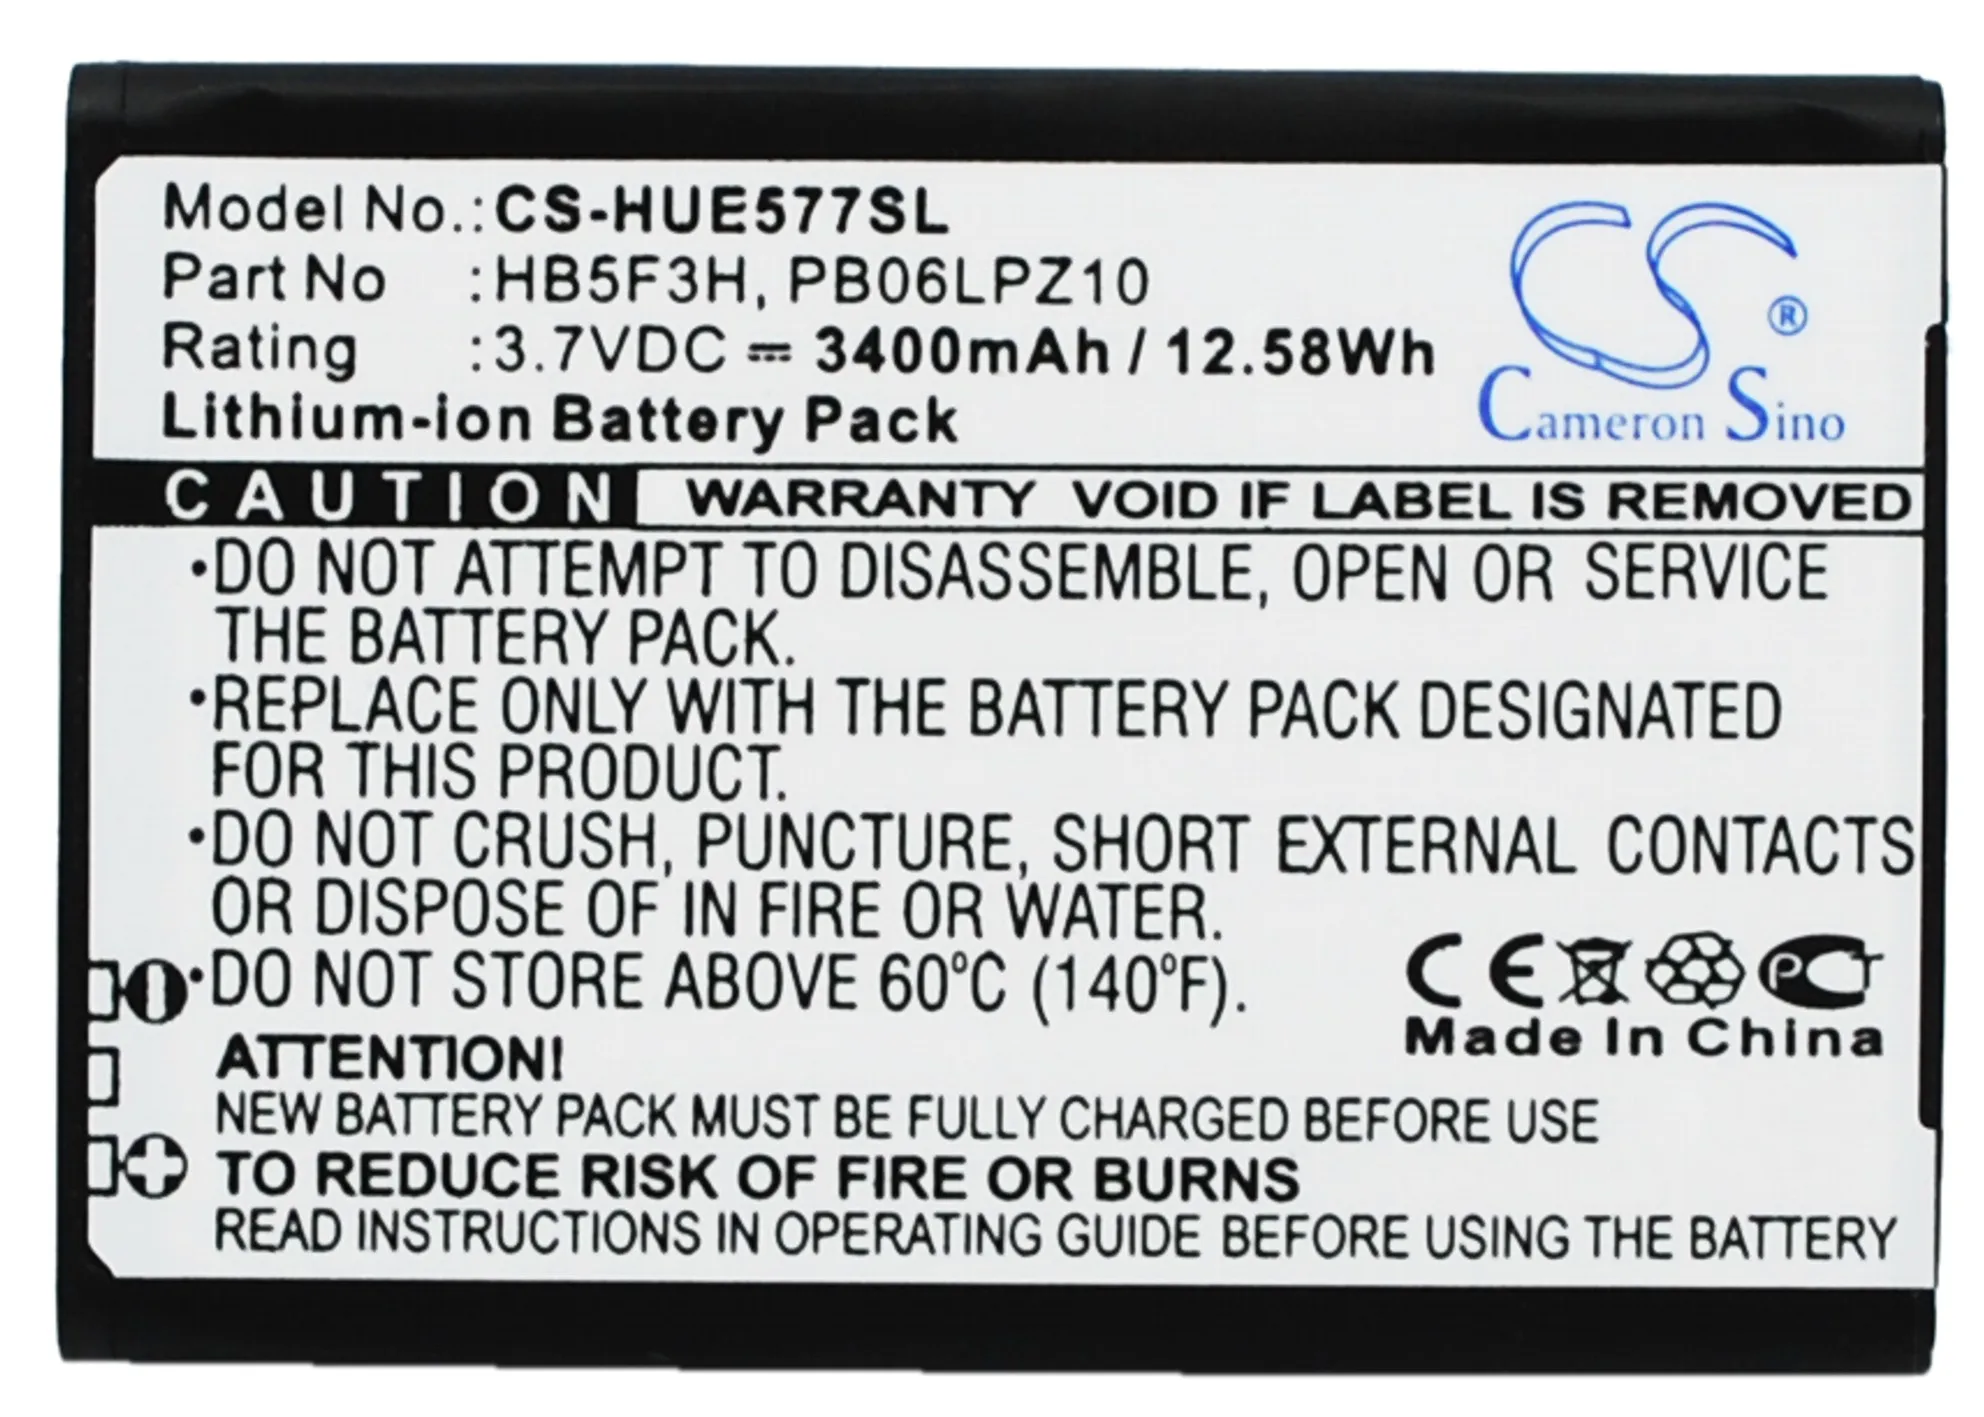 Model No.: CS-HUE577SL
Part No : HB5F3H, PB06LPZ10
Rating : 3.7VDC ⎓ 3400mAh / 12.58Wh
Lithium-ion Battery Pack
CS ®
Cameron Sino
CAUTION WARRANTY VOID IF LABEL IS REMOVED
•DO NOT ATTEMPT TO DISASSEMBLE, OPEN OR SERVICE
THE BATTERY PACK.
•REPLACE ONLY WITH THE BATTERY PACK DESIGNATED
FOR THIS PRODUCT.
•DO NOT CRUSH, PUNCTURE, SHORT EXTERNAL CONTACTS
OR DISPOSE OF IN FIRE OR WATER.
•DO NOT STORE ABOVE 60°C (140°F).
CE PCT
Made In China
ATTENTION!
NEW BATTERY PACK MUST BE FULLY CHARGED BEFORE USE
TO REDUCE RISK OF FIRE OR BURNS
READ INSTRUCTIONS IN OPERATING GUIDE BEFORE USING THE BATTERY